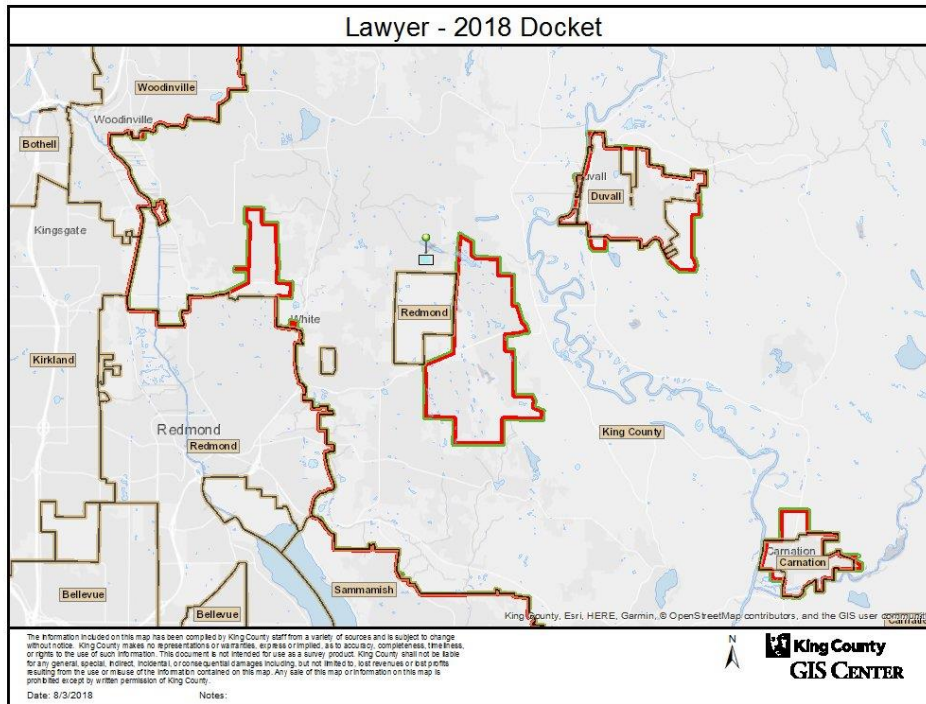 Lawyer - 2018 Docket
Woodinville
Woodinville
Bothell
Duvall
Kingsgate
Redmond
White
Kirkland
Redmond
Redmond
King County
Carnation
Carnation
Bellevue
Sammamish
Bellevue
King County, Esri, HERE, Garmin, © OpenStreetMap contributors, and the GIS user community
The information included on this map has been compiled by King County staff from a variety of sources and is subject to change
without notice. King County makes no representations or warranties, express or implied, as to accuracy, completeness, timeliness,
or rights to the use of such information. This document is not intended for use as a survey product. King County shall not be liable
for any general, special, indirect, incidental, or consequential damages including, but not limited to, lost revenues or lost profits
resulting from the use or misuse of the information contained on this map. Any sale of this map or information on this map is
prohibited except by written permission of King County.
Date: 8/3/2018 Notes:
N
King County
GIS CENTER